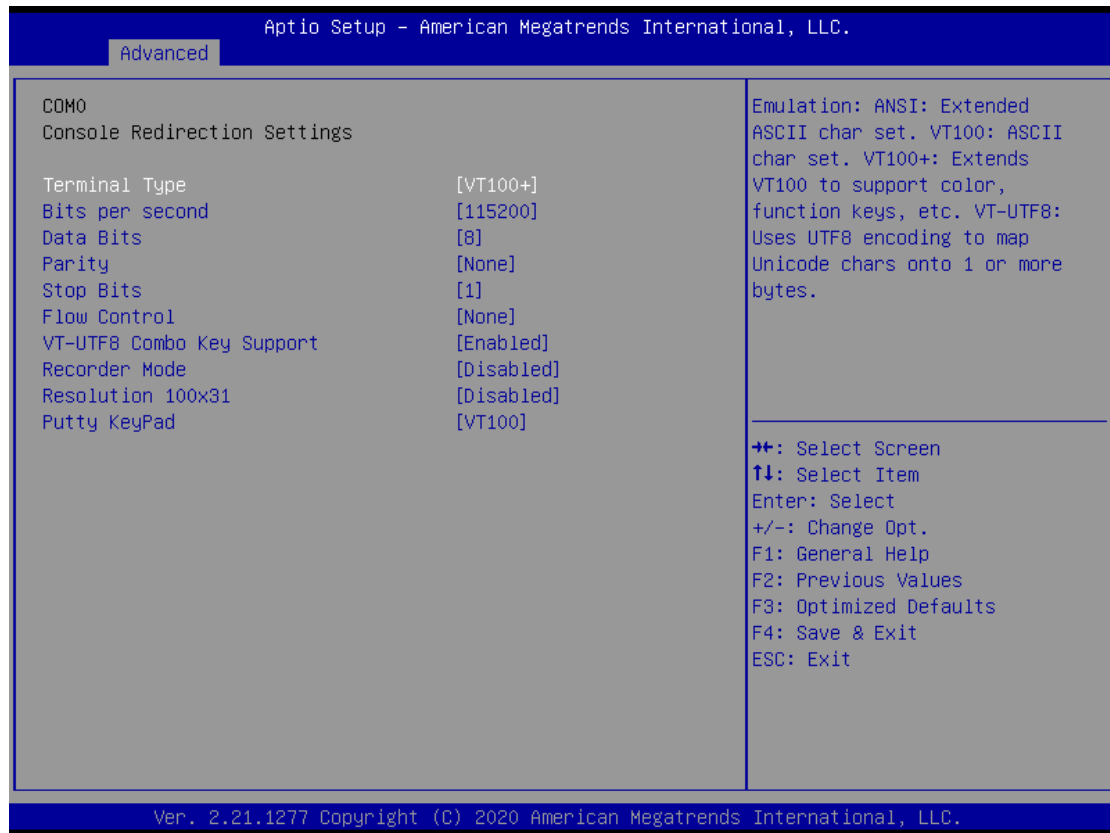 Aptio Setup – American Megatrends International, LLC.
Advanced
COM0
Console Redirection Settings
Terminal Type [VT100+]
Bits per second [115200]
Data Bits [8]
Parity [None]
Stop Bits [1]
Flow Control [None]
VT-UTF8 Combo Key Support [Enabled]
Recorder Mode [Disabled]
Resolution 100x31 [Disabled]
Putty KeyPad [VT100]
Emulation: ANSI: Extended
ASCII char set. VT100: ASCII
char set. VT100+: Extends
VT100 to support color,
function keys, etc. VT-UTF8:
Uses UTF8 encoding to map
Unicode chars onto 1 or more
bytes.
→←: Select Screen
↑↓: Select Item
Enter: Select
+/-: Change Opt.
F1: General Help
F2: Previous Values
F3: Optimized Defaults
F4: Save & Exit
ESC: Exit
Ver. 2.21.1277 Copyright (C) 2020 American Megatrends International, LLC.